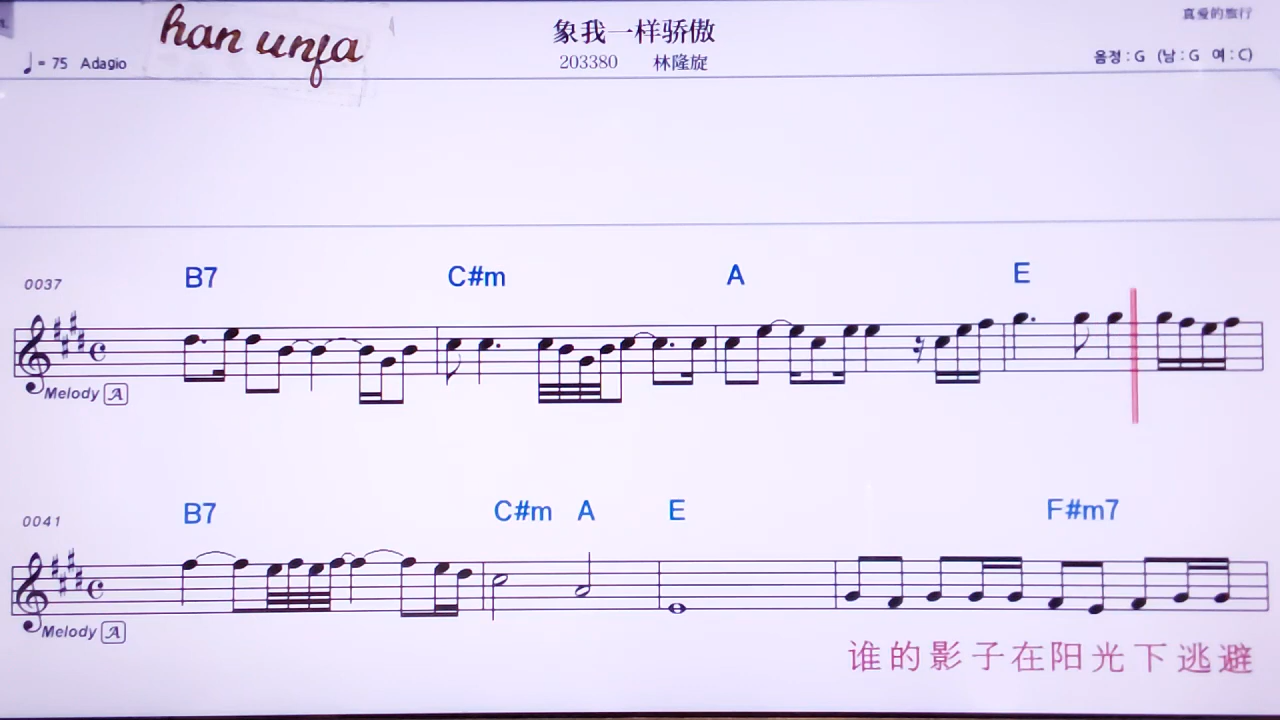 han unfa
象我一样骄傲
真爱的旅行
♩= 75 Adagio
203380 林隆旋
음정 : G (남 : G 여 : C)
0037 B7 C#m A E
Melody A
0041 B7 C#m A E F#m7
Melody A
谁的影子在阳光下逃避